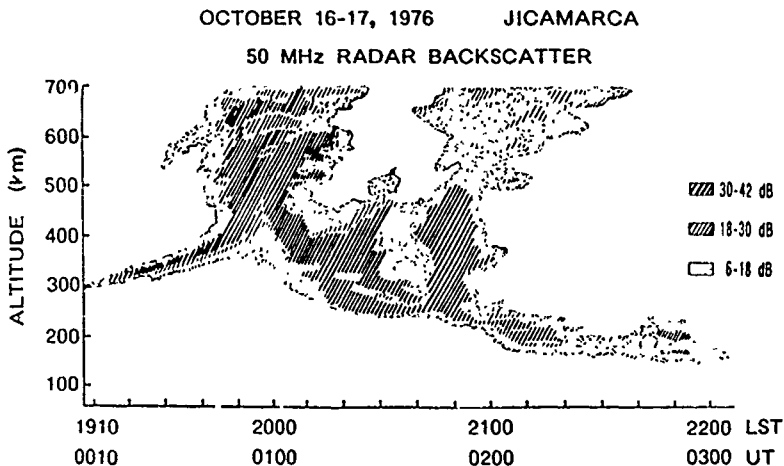 OCTOBER 16-17, 1976 JICAMARCA
50 MHz RADAR BACKSCATTER
ALTITUDE (km)
700
600
500
400
300
200
100
30-42 dB
18-30 dB
6-18 dB
1910 2000 2100 2200 LST
0010 0100 0200 0300 UT